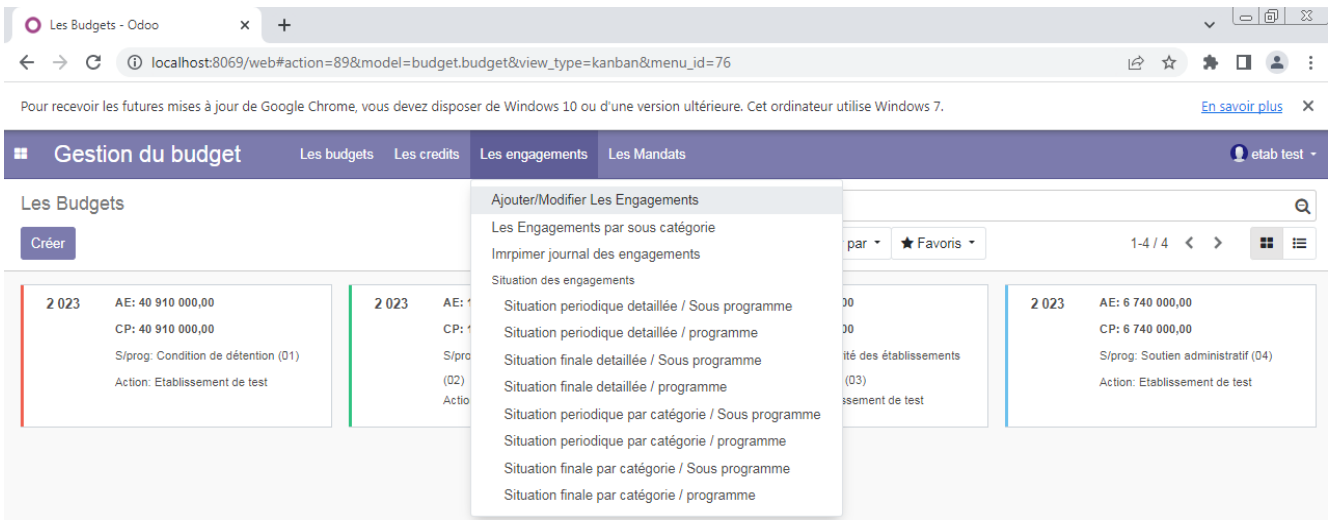 Les Budgets - Odoo
localhost:8069/web#action=89&model=budget.budget&view_type=kanban&menu_id=76
Pour recevoir les futures mises à jour de Google Chrome, vous devez disposer de Windows 10 ou d'une version ultérieure. Cet ordinateur utilise Windows 7. En savoir plus
Gestion du budget Les budgets Les credits Les engagements Les Mandats etab test
Les Budgets
Créer
par Favoris 1-4 / 4
Ajouter/Modifier Les Engagements
Les Engagements par sous catégorie
Imrpimer journal des engagements
Situation des engagements
Situation periodique detaillée / Sous programme
Situation periodique detaillée / programme
Situation finale detaillée / Sous programme
Situation finale detaillée / programme
Situation periodique par catégorie / Sous programme
Situation periodique par catégorie / programme
Situation finale par catégorie / Sous programme
Situation finale par catégorie / programme
2 023 AE: 40 910 000,00
CP: 40 910 000,00
S/prog: Condition de détention (01)
Action: Etablissement de test
2 023 AE:
CP:
(02)
00
00
des établissements
(03)
de test
2 023 AE: 6 740 000,00
CP: 6 740 000,00
S/prog: Soutien administratif (04)
Action: Etablissement de test